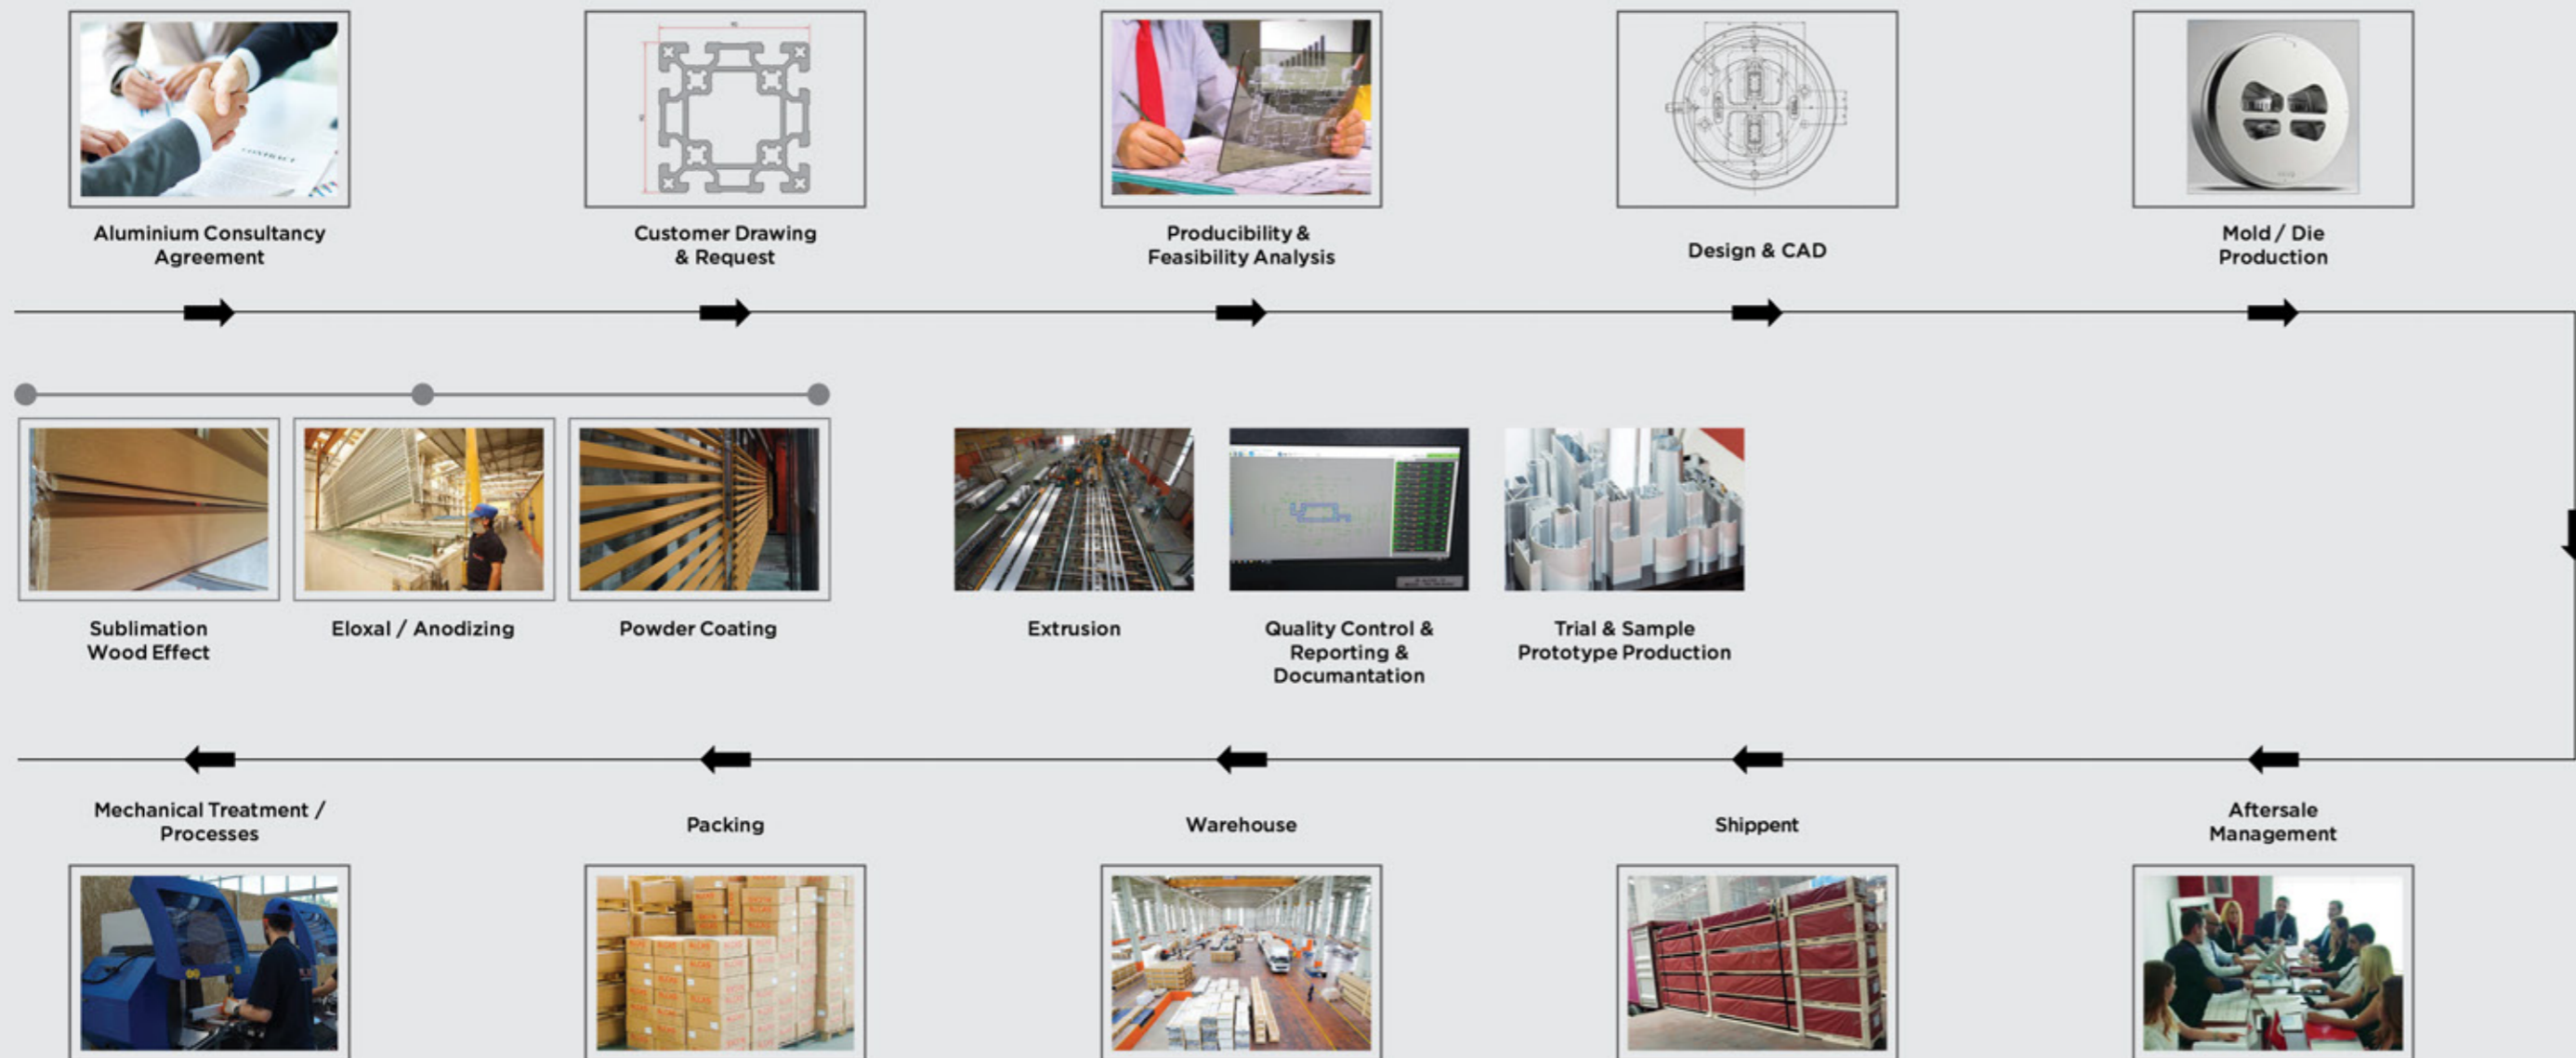 CONTRACT
Aluminium Consultancy
Agreement
Customer Drawing
& Request
Producibility &
Feasibility Analysis
Design & CAD
Mold / Die
Production
Sublimation
Wood Effect
Eloxal / Anodizing
Powder Coating
Extrusion
Quality Control &
Reporting &
Documantation
Trial & Sample
Prototype Production
Mechanical Treatment /
Processes
Packing
Warehouse
Shippent
Aftersale
Management